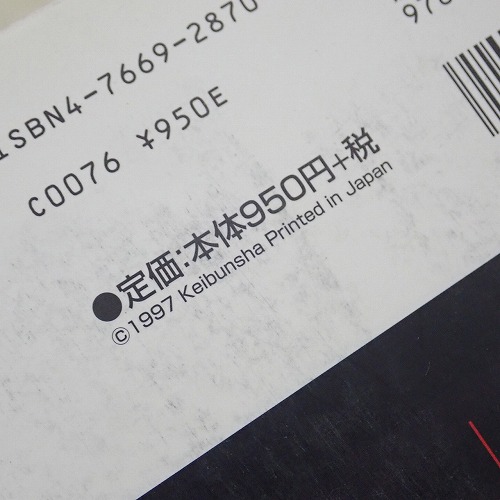 ISBN4-7669-2870
C0076 ¥950E
●定価:本体950円+税
©1997 Keibunsha Printed in Japan